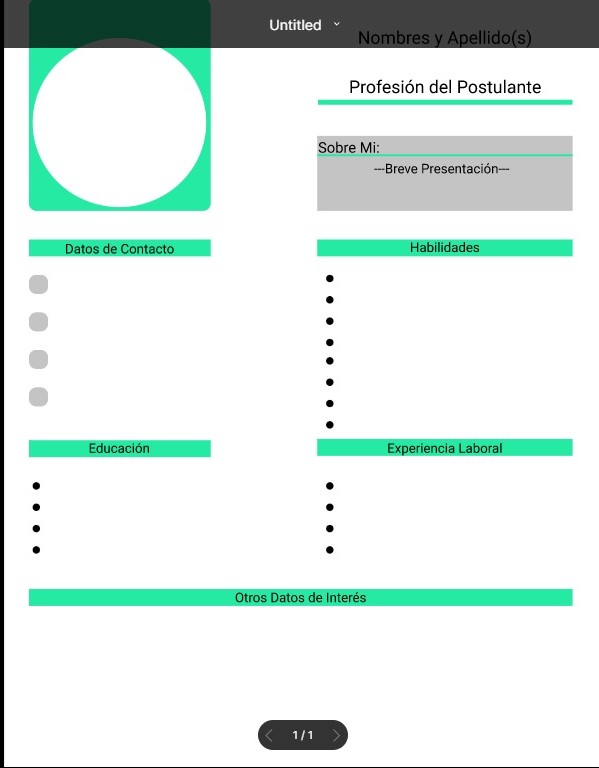 Untitled
Nombres y Apellido(s)
Profesión del Postulante
Sobre Mi:
---Breve Presentación---
Datos de Contacto
Habilidades
Educación
Experiencia Laboral
Otros Datos de Interés
1 / 1